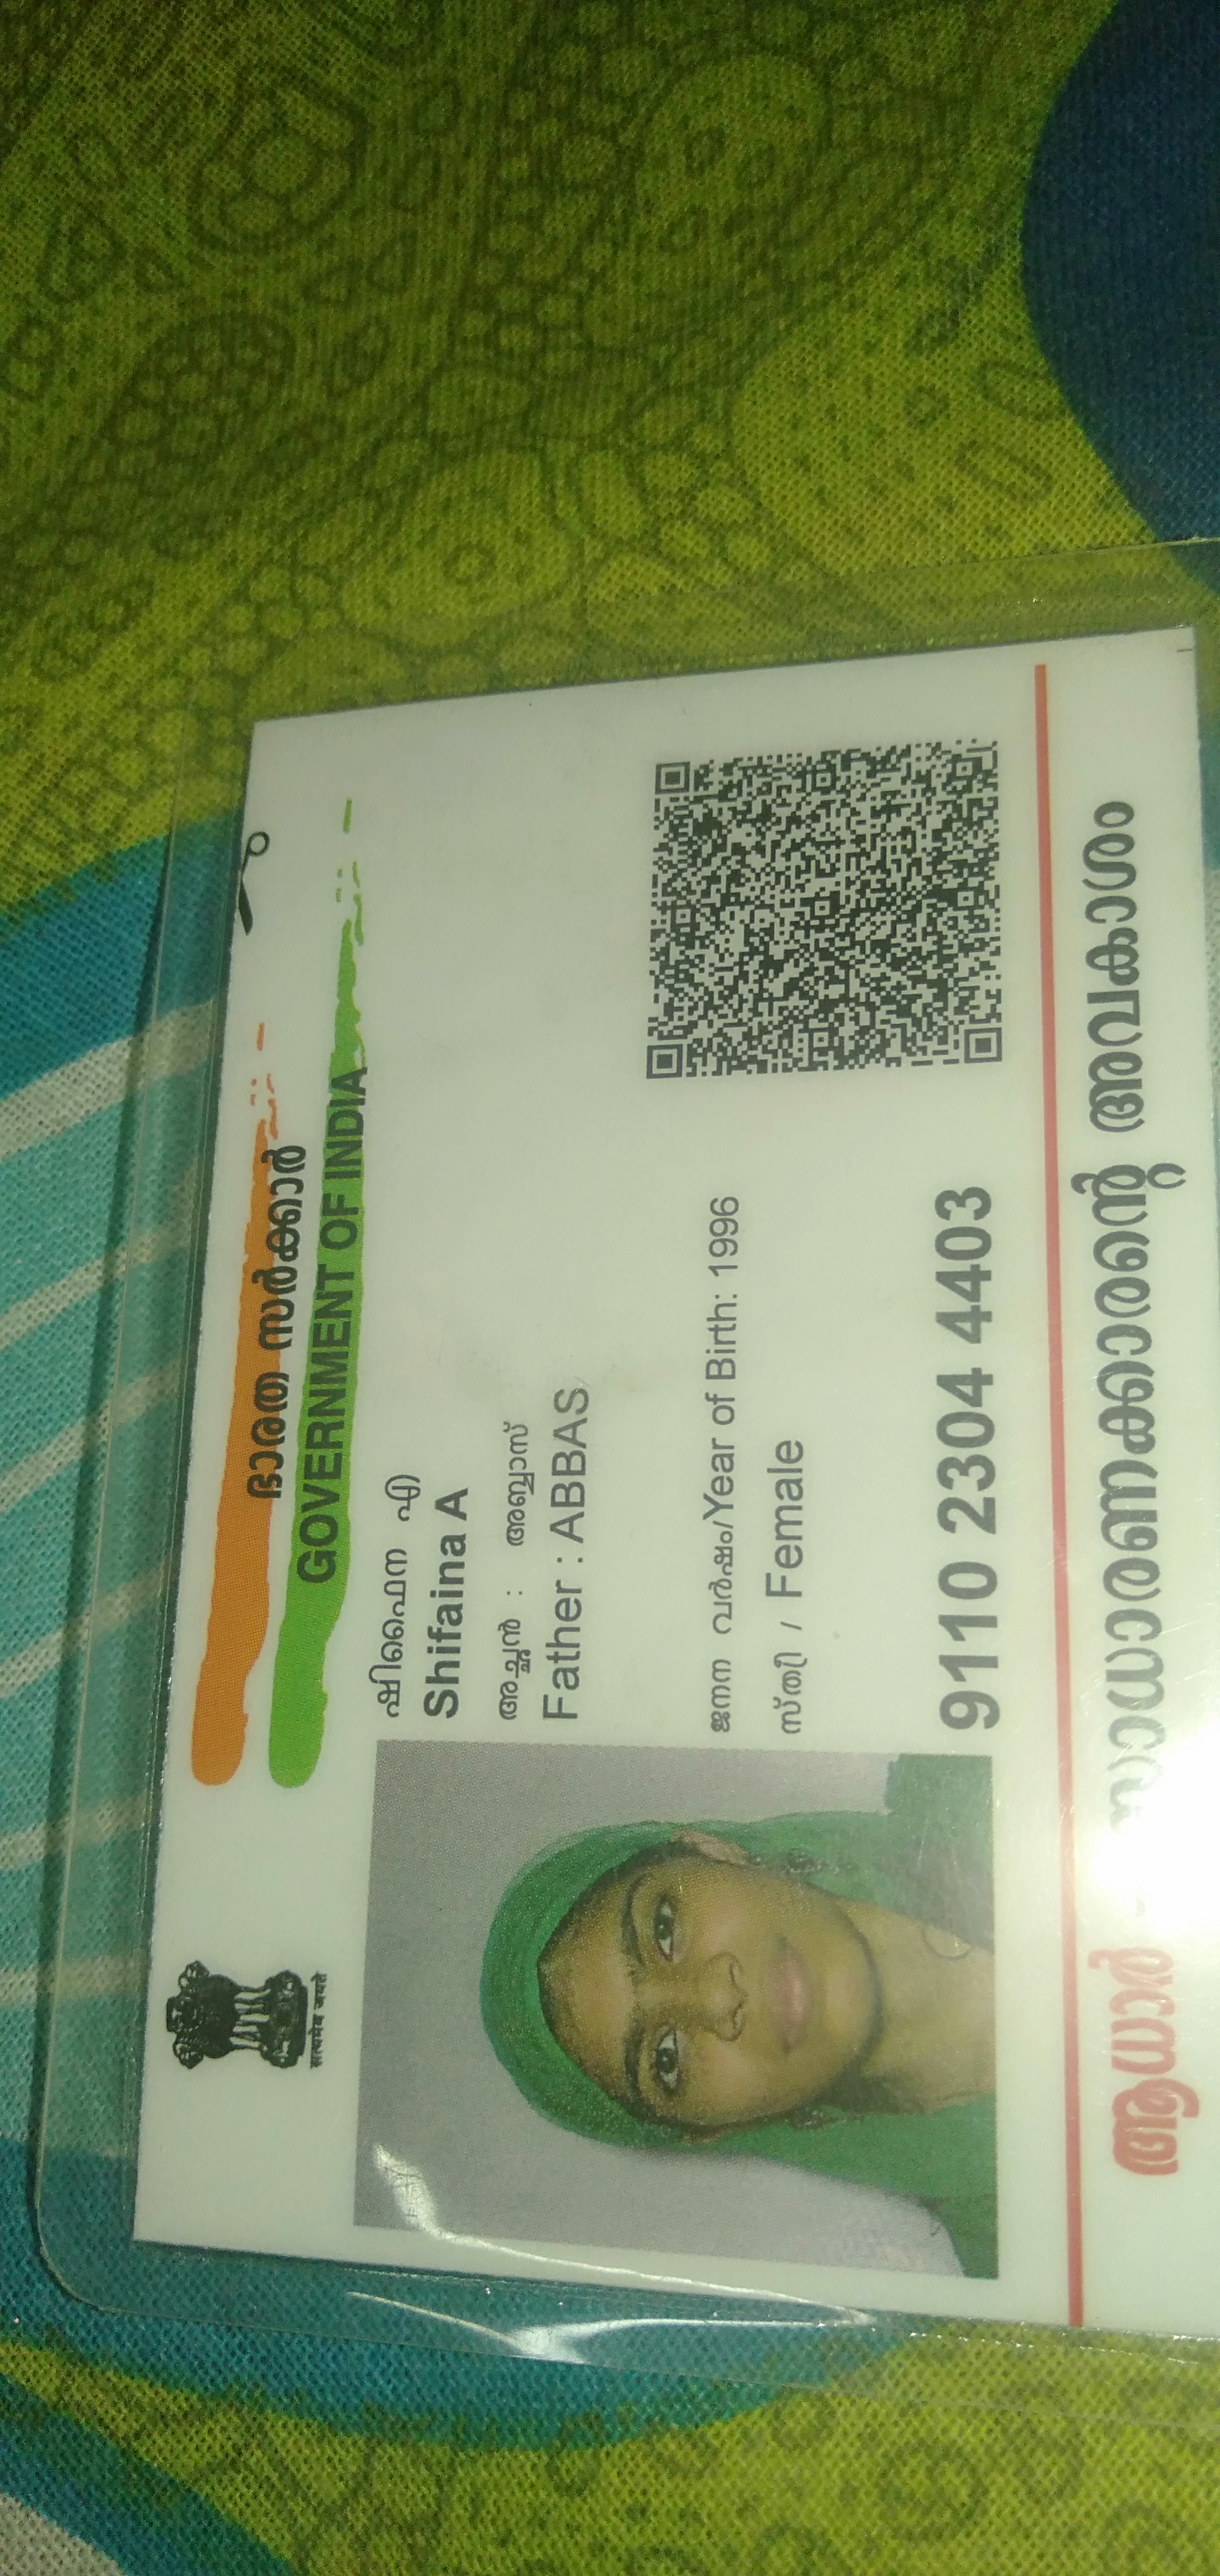 ഭാരത സർക്കാർ
GOVERNMENT OF INDIA
सत्यमेव जयते
ഷിഫൈന എ
Shifaina A
അച്ഛൻ : അബ്ബാസ്
Father : ABBAS
ജനന വർഷം/Year of Birth: 1996
സ്ത്രീ / Female
9110 2304 4403
ആധാർ - സാധാരണക്കാരന്റെ അവകാശം